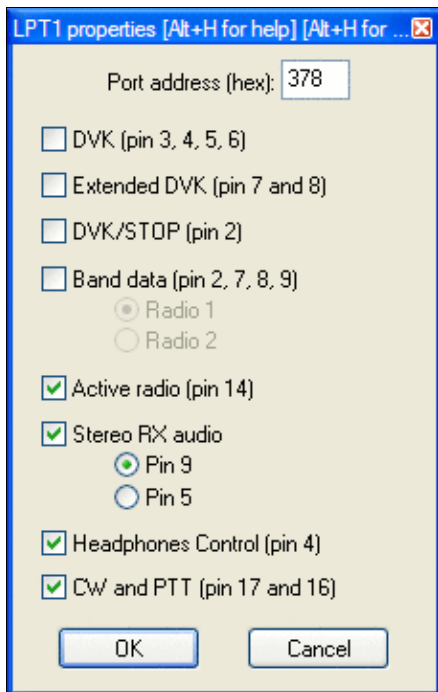 LPT1 properties [Alt+H for help] [Alt+H for ...
Port address (hex): 378
DVK (pin 3, 4, 5, 6)
Extended DVK (pin 7 and 8)
DVK/STOP (pin 2)
Band data (pin 2, 7, 8, 9)
Radio 1
Radio 2
Active radio (pin 14)
Stereo RX audio
Pin 9
Pin 5
Headphones Control (pin 4)
CW and PTT (pin 17 and 16)
OK Cancel